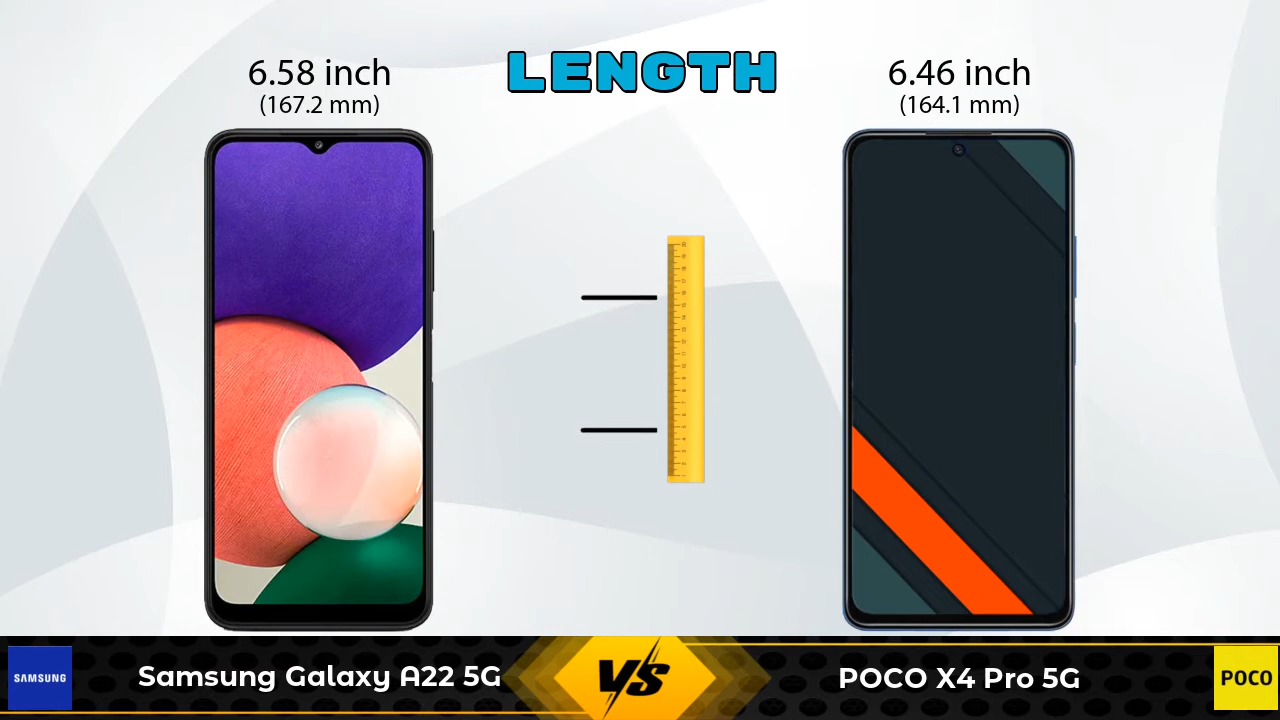 LENGTH
6.58 inch
(167.2 mm)
6.46 inch
(164.1 mm)
SAMSUNG
Samsung Galaxy A22 5G
VS
POCO X4 Pro 5G
POCO